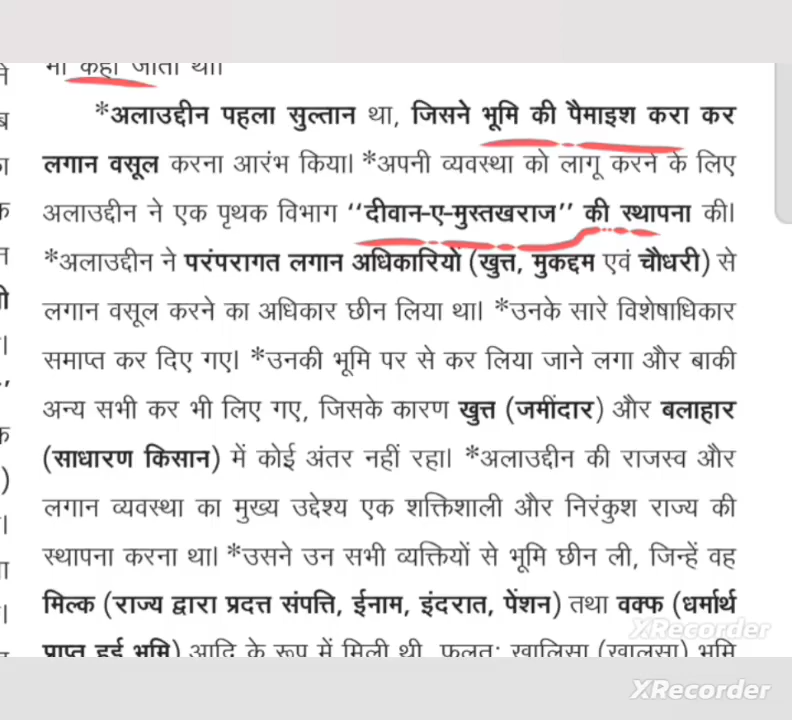 भी कहा जाता था।
*अलाउद्दीन पहला सुल्तान था, जिसने भूमि की पैमाइश करा कर
लगान वसूल करना आरंभ किया। *अपनी व्यवस्था को लागू करने के लिए
अलाउद्दीन ने एक पृथक विभाग ‘‘दीवान-ए-मुस्तखराज’’ की स्थापना की।
*अलाउद्दीन ने परंपरागत लगान अधिकारियों (खुत्त, मुकद्दम एवं चौधरी) से
लगान वसूल करने का अधिकार छीन लिया था। *उनके सारे विशेषाधिकार
समाप्त कर दिए गए। *उनकी भूमि पर से कर लिया जाने लगा और बाकी
अन्य सभी कर भी लिए गए, जिसके कारण खुत्त (जमींदार) और बलाहार
(साधारण किसान) में कोई अंतर नहीं रहा। *अलाउद्दीन की राजस्व और
लगान व्यवस्था का मुख्य उद्देश्य एक शक्तिशाली और निरंकुश राज्य की
स्थापना करना था। *उसने उन सभी व्यक्तियों से भूमि छीन ली, जिन्हें वह
मिल्क (राज्य द्वारा प्रदत्त संपत्ति, ईनाम, इंदरात, पेंशन) तथा वक्फ (धर्मार्थ
प्राप्त हुई भूमि) आदि के रूप में मिली थी, फलतः खालिसा (खालसा) भूमि
XRecorder
XRecorder